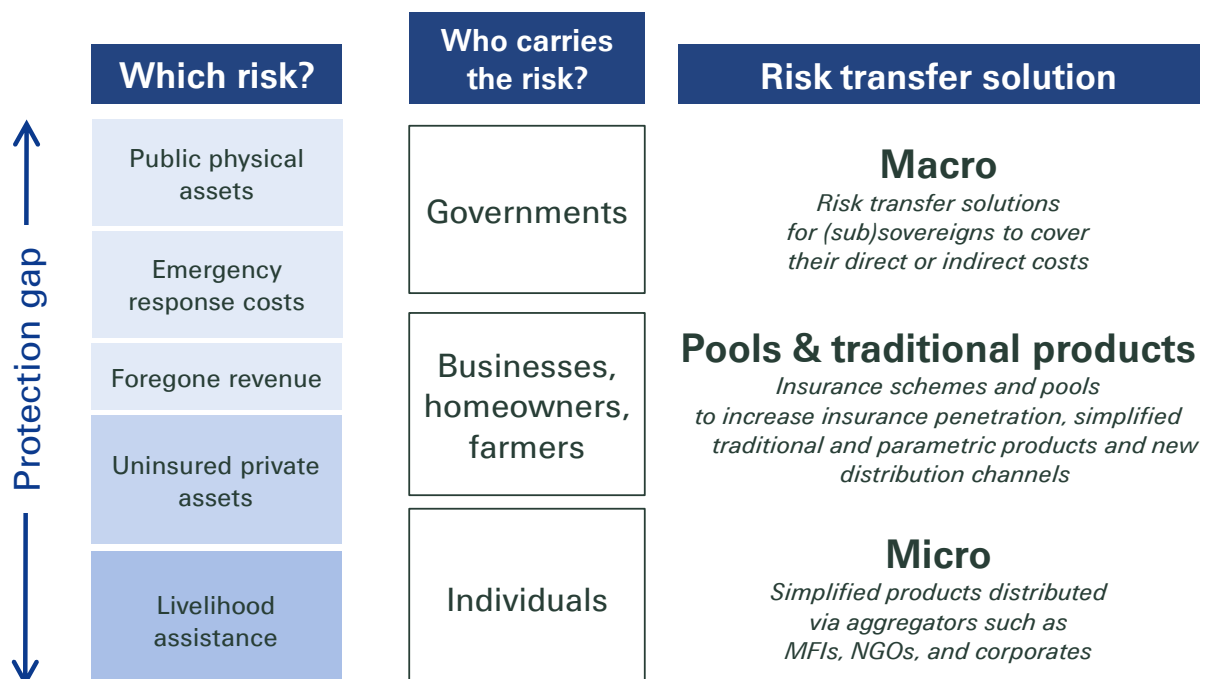 Which risk?
Who carries
the risk?
Risk transfer solution
Protection gap
Public physical
assets
Emergency
response costs
Foregone revenue
Uninsured private
assets
Livelihood
assistance
Governments
Businesses,
homeowners,
farmers
Individuals
Macro
Risk transfer solutions
for (sub)sovereigns to cover
their direct or indirect costs
Pools & traditional products
Insurance schemes and pools
to increase insurance penetration, simplified
traditional and parametric products and new
distribution channels
Micro
Simplified products distributed
via aggregators such as
MFIs, NGOs, and corporates